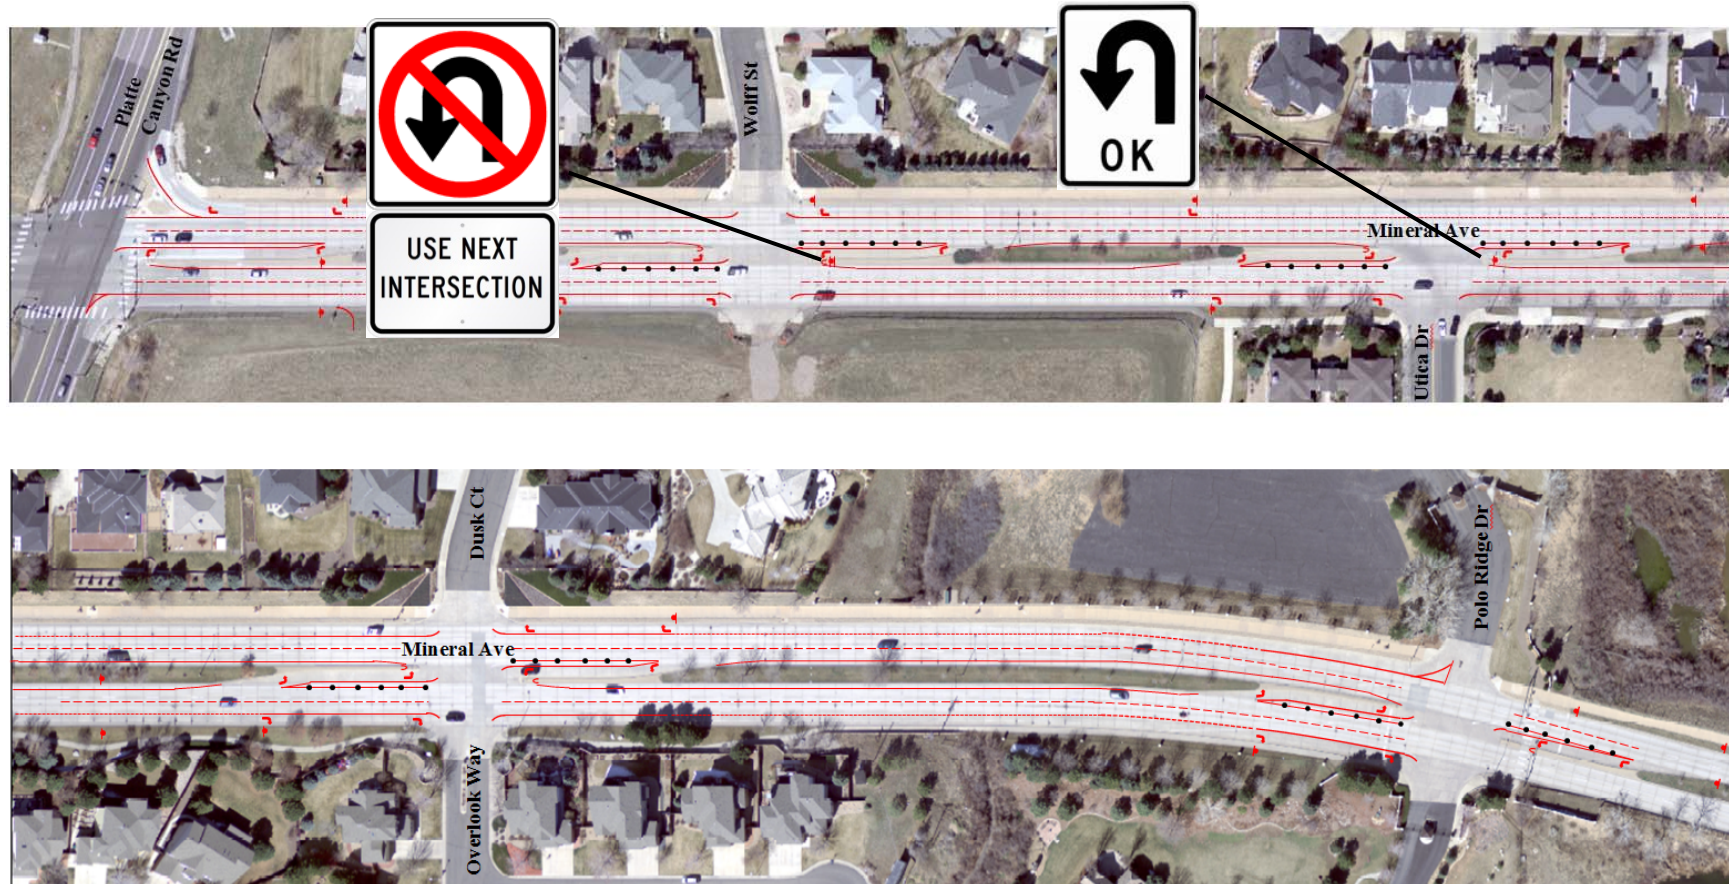 Platte
Canyon Rd
USE NEXT
INTERSECTION
Wolff St
OK
Mineral Ave
Utica Dr
Dusk Ct
Mineral Ave
Overlook Way
Polo Ridge Dr